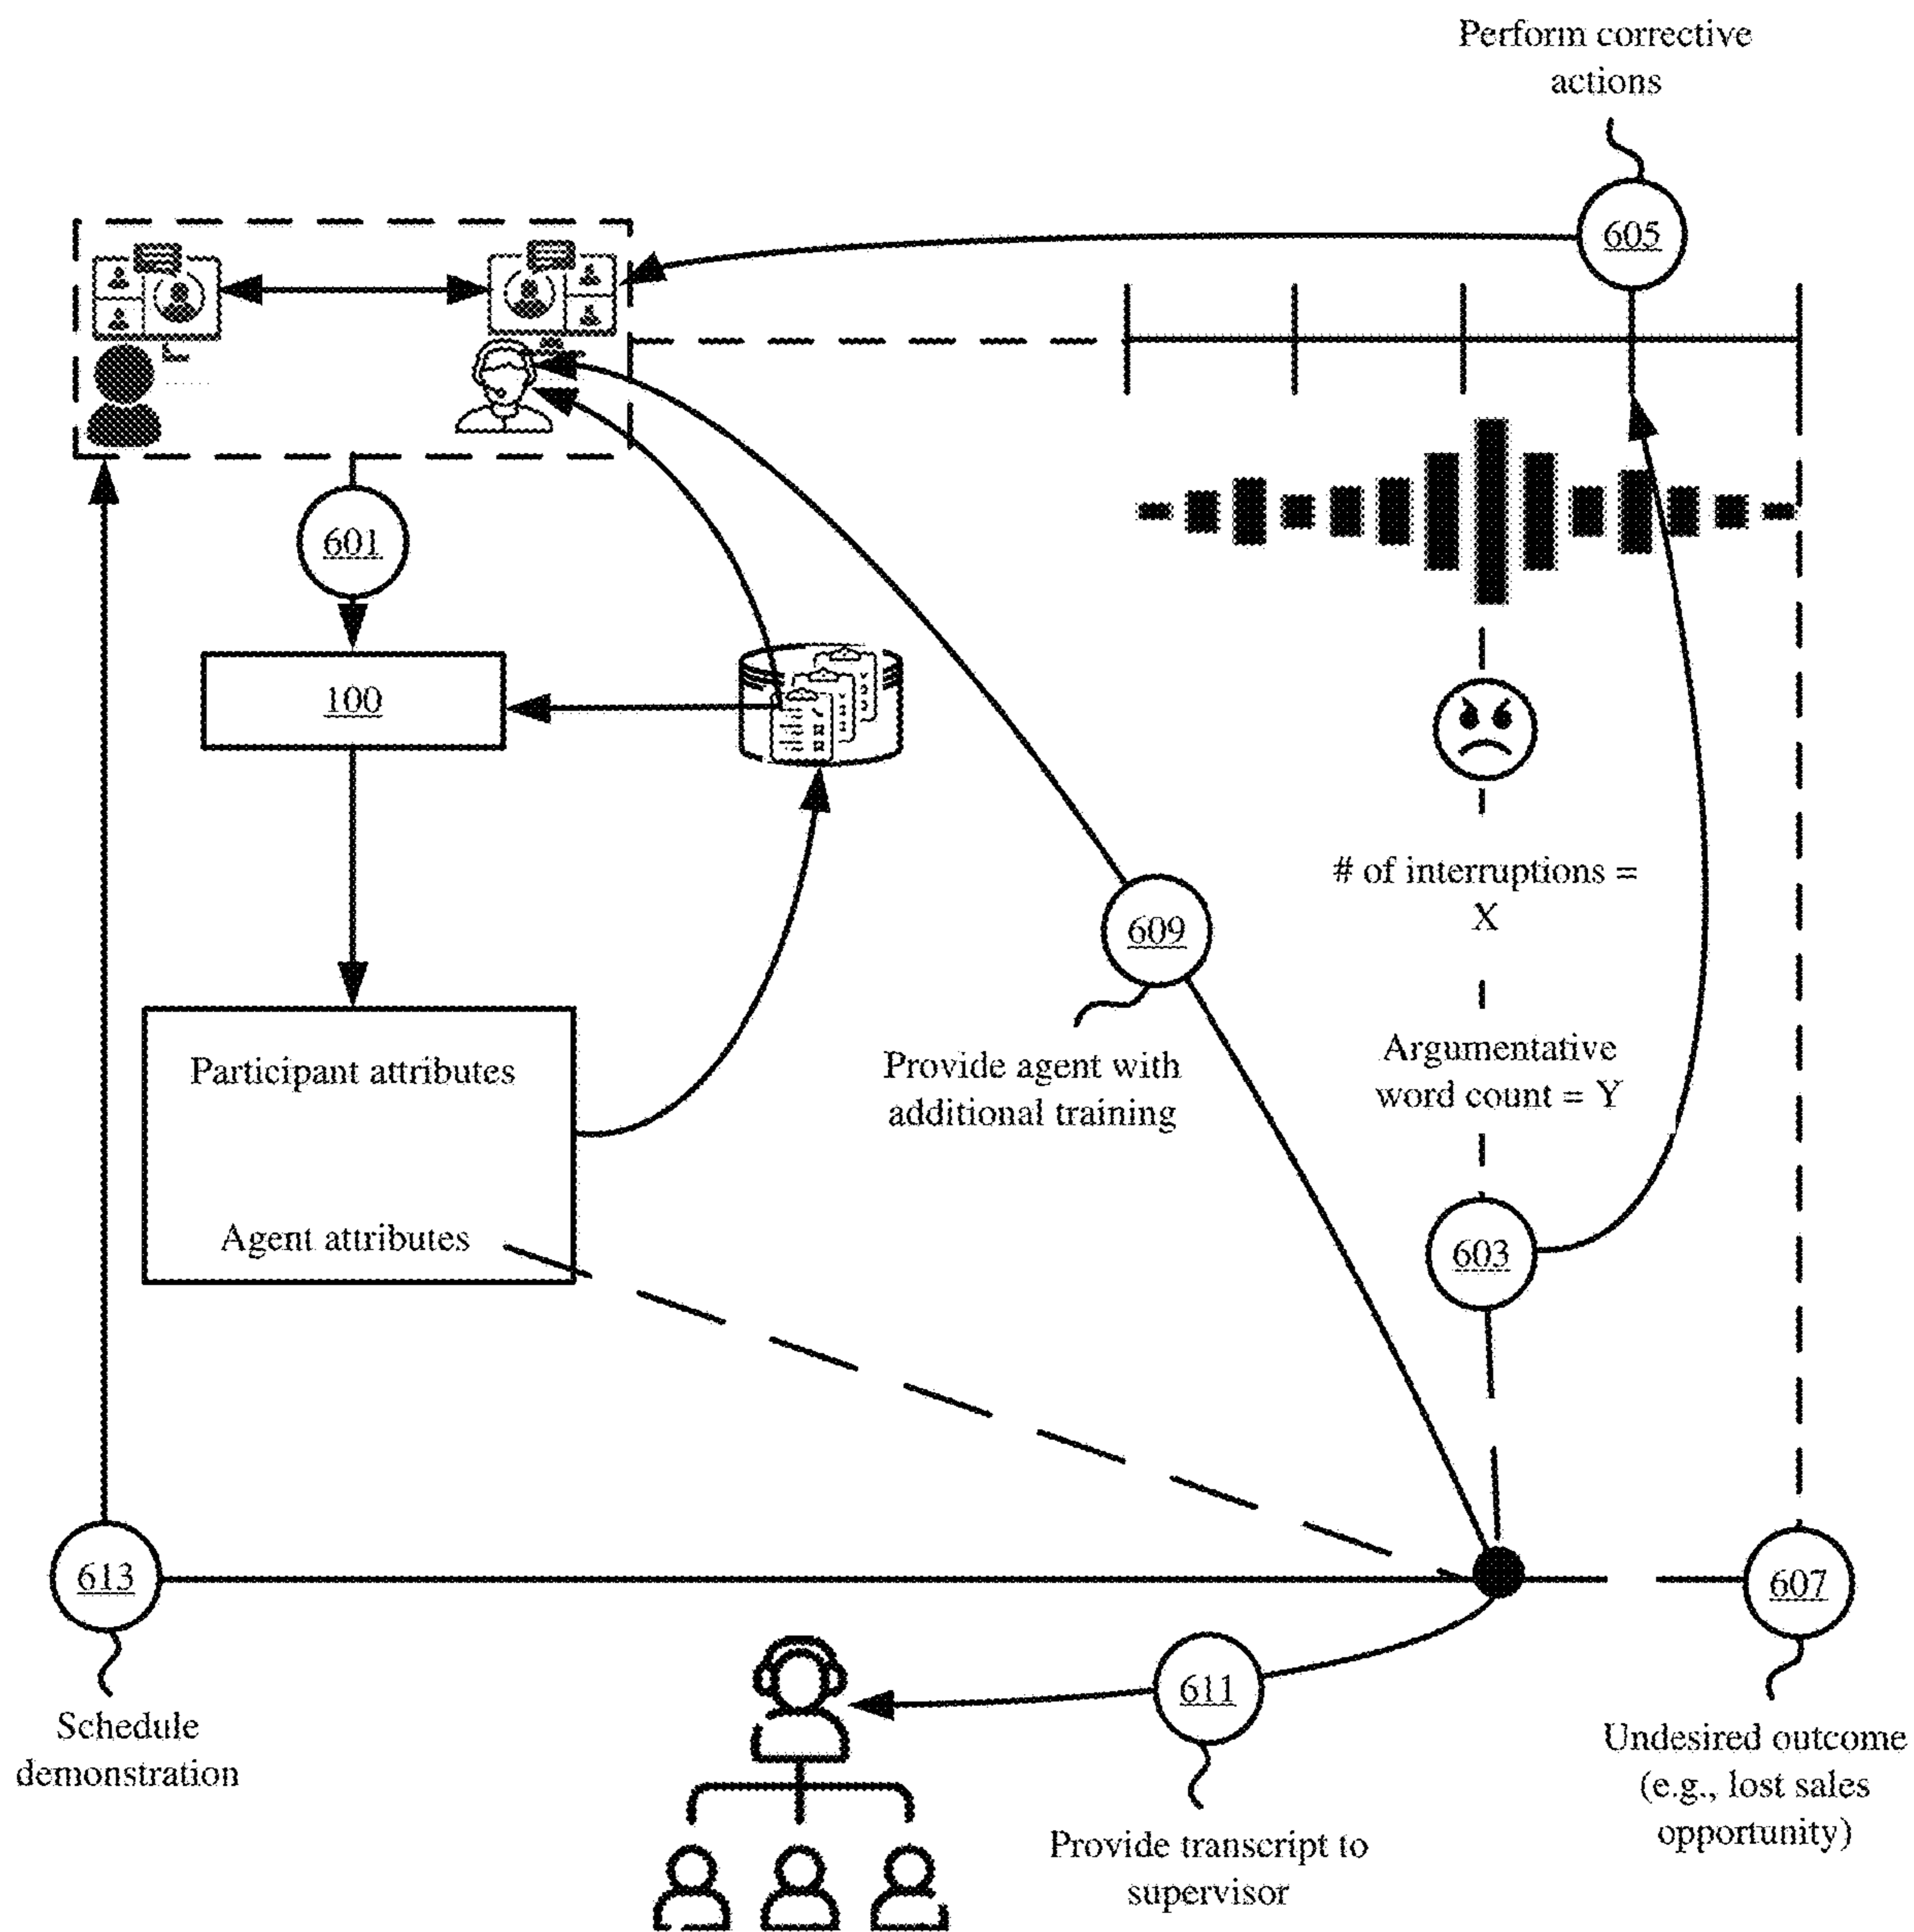 Perform corrective
actions
605
601
100
# of interruptions =
X
609
Participant attributes
Provide agent with
additional training
Argumentative
word count = Y
Agent attributes
603
613
607
611
Schedule
demonstration
Undesired outcome
(e.g., lost sales
opportunity)
Provide transcript to
supervisor